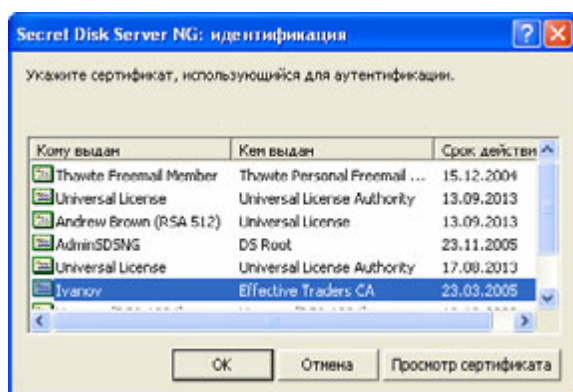 Secret Disk Server NG: идентификация
Укажите сертификат, использующийся для аутентификации.
Кому выдан Кем выдан Срок действи
Thawte Freemail Member Thawte Personal Freemail ... 15.12.2004
Universal License Universal License Authority 13.09.2013
Andrew Brown (RSA 512) Universal License 13.09.2013
AdminSDSNG DS Root 23.11.2005
Universal License Universal License Authority 17.08.2013
Ivanov Effective Traders CA 23.03.2005
OK Отмена Просмотр сертификата